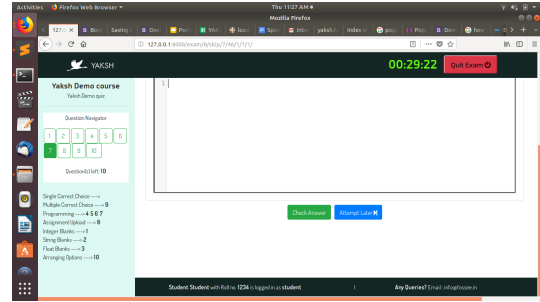 Activities Firefox Web Browser Thu 11:27 AM
Mozilla Firefox
127.0.0.1:8000/exam/8/skip/7/46/1/1/1/
YAKSH
00:29:22
Quit Exam
Yaksh Demo course
Yaksh Demo quiz
Question Navigator
1 2 3 4 5 6
7 8 9 10
Question(s) left: 10
Single Correct Choice --->
Multiple Correct Choice ---> 9
Programming ---> 4 5 6 7
Assignment Upload ---> 8
Integer Blanks ---> 1
String Blanks ---> 2
Float Blanks ---> 3
Arranging Options ---> 10
1
Check Answer
Attempt Later
Student Student with Roll no. 1234 is logged in as student
Any Queries? Email: info@fossee.in